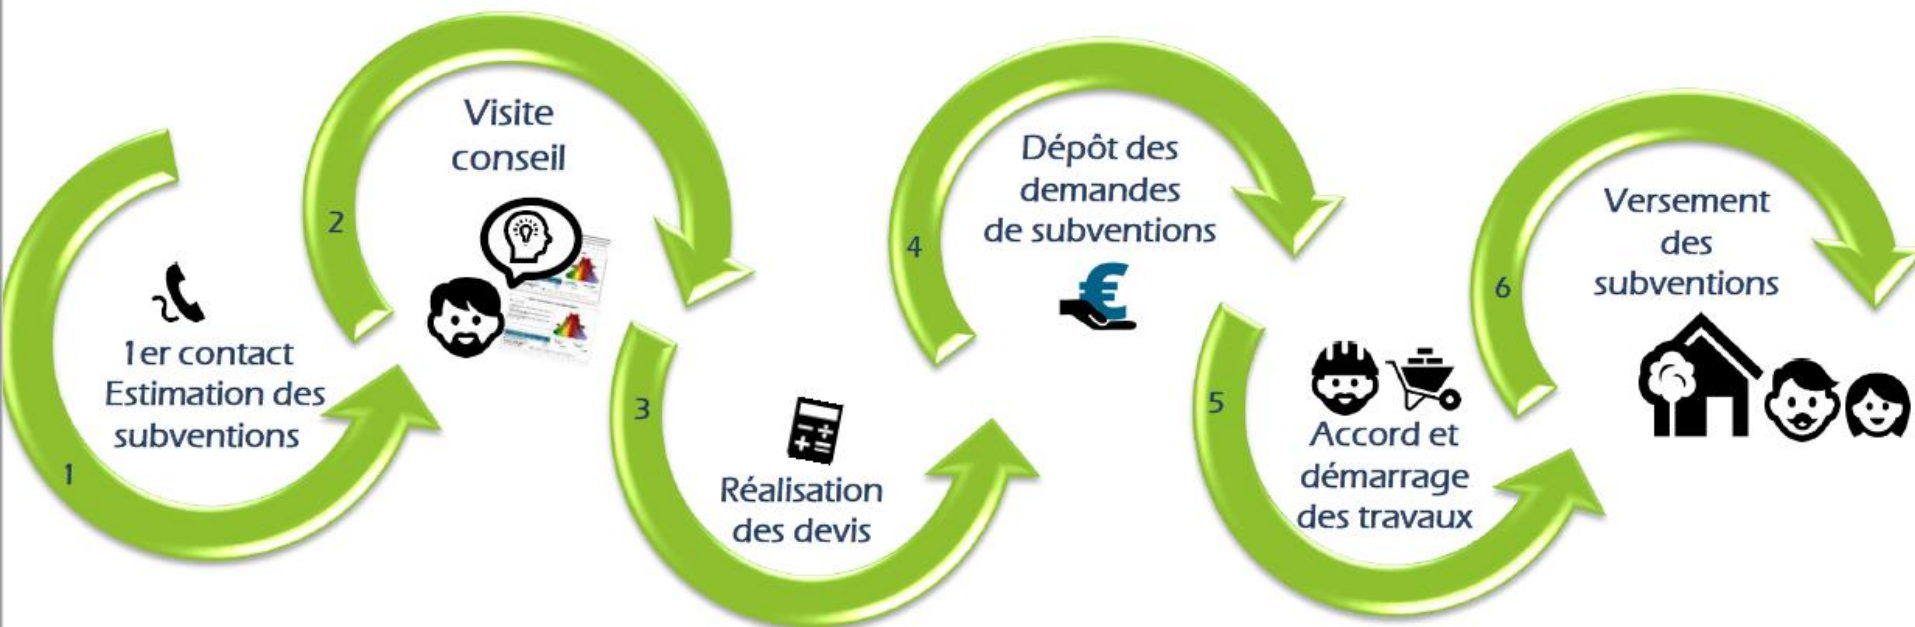 1
1er contact
Estimation des
subventions
2
Visite
conseil
3
Réalisation
des devis
4
Dépôt des
demandes
de subventions
€
5
Accord et
démarrage
des travaux
6
Versement
des
subventions